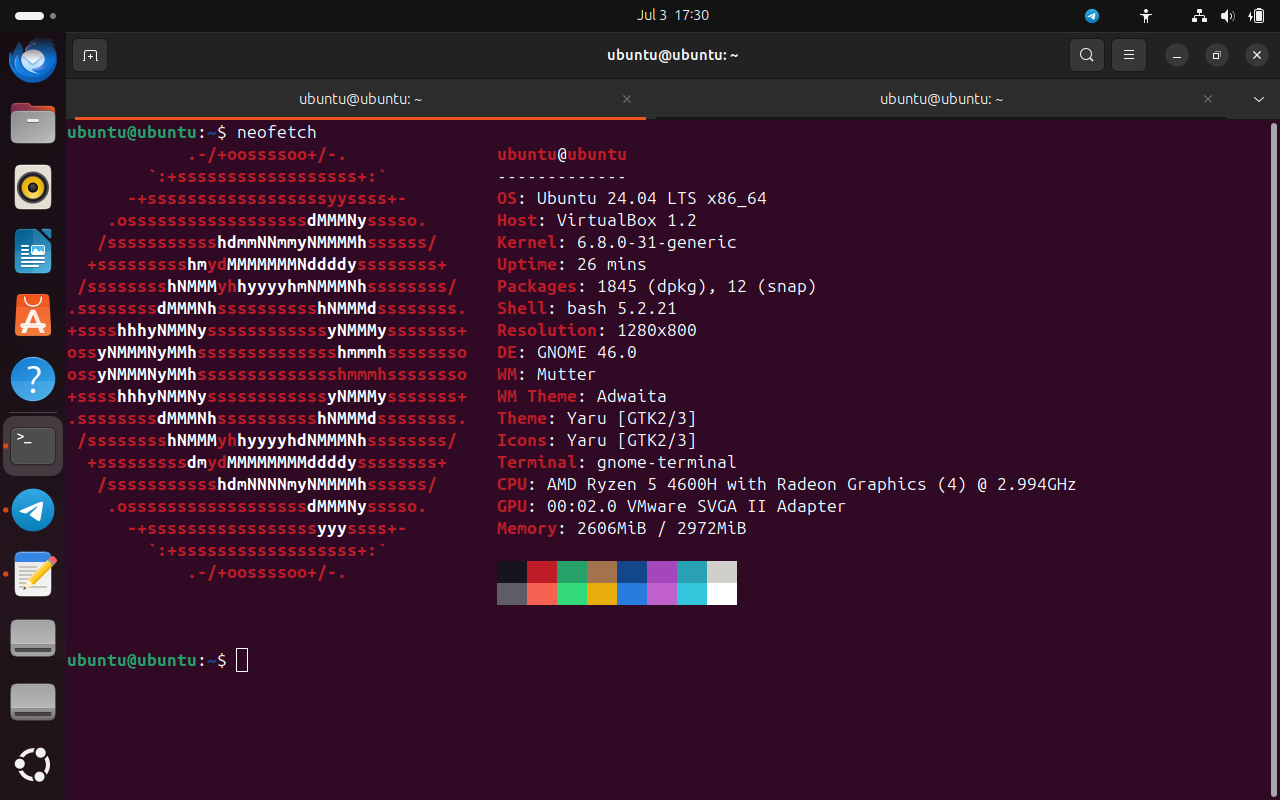 Jul 3 17:30
ubuntu@ubuntu: ~
ubuntu@ubuntu: ~
ubuntu@ubuntu: ~
ubuntu@ubuntu:~$ neofetch
.-/+oossssoo+/-. ubuntu@ubuntu
`:+ssssssssssssssssss+:` -------------
-+ssssssssssssssssssyyssss+- OS: Ubuntu 24.04 LTS x86_64
.ossssssssssssssssssdMMMNysssso. Host: VirtualBox 1.2
/ssssssssssshdmmNNmmyNMMMMhssssss/ Kernel: 6.8.0-31-generic
+ssssssssshmydMMMMMMMNddddyssssssss+ Uptime: 26 mins
/sssssssshNMMMyhhyyyyhmNMMMNhssssssss/ Packages: 1845 (dpkg), 12 (snap)
.ssssssssdMMMNhsssssssssshNMMMdssssssss. Shell: bash 5.2.21
+sssshhhyNMMNyssssssssssssyNMMMysssssss+ Resolution: 1280x800
ossyNMMMNyMMhsssssssssssssshmmmhssssssso DE: GNOME 46.0
ossyNMMMNyMMhsssssssssssssshmmmhssssssso WM: Mutter
+sssshhhyNMMNyssssssssssssyNMMMysssssss+ WM Theme: Adwaita
.ssssssssdMMMNhsssssssssshNMMMdssssssss. Theme: Yaru [GTK2/3]
/sssssssshNMMMyhhyyyyhdNMMMNhssssssss/ Icons: Yaru [GTK2/3]
+sssssssssdmydMMMMMMMMddddyssssssss+ Terminal: gnome-terminal
/ssssssssssshdmNNNNmyNMMMMhssssss/ CPU: AMD Ryzen 5 4600H with Radeon Graphics (4) @ 2.994GHz
.ossssssssssssssssssdMMMNysssso. GPU: 00:02.0 VMware SVGA II Adapter
-+sssssssssssssssssyyyssss+- Memory: 2606MiB / 2972MiB
`:+ssssssssssssssssss+:`
.-/+oossssoo+/-.
ubuntu@ubuntu:~$